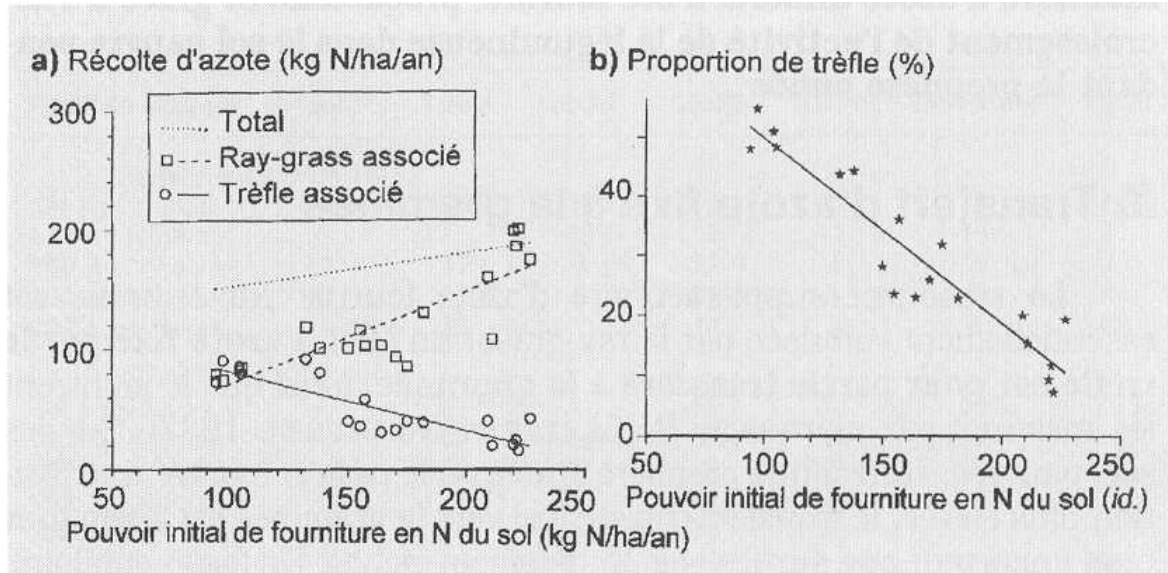 a) Récolte d'azote (kg N/ha/an)
300
200
100
0
Total
Ray-grass associé
Trèfle associé
50 100 150 200 250
Pouvoir initial de fourniture en N du sol (kg N/ha/an)
b) Proportion de trèfle (%)
40
20
0
50 100 150 200 250
Pouvoir initial de fourniture en N du sol (id.)